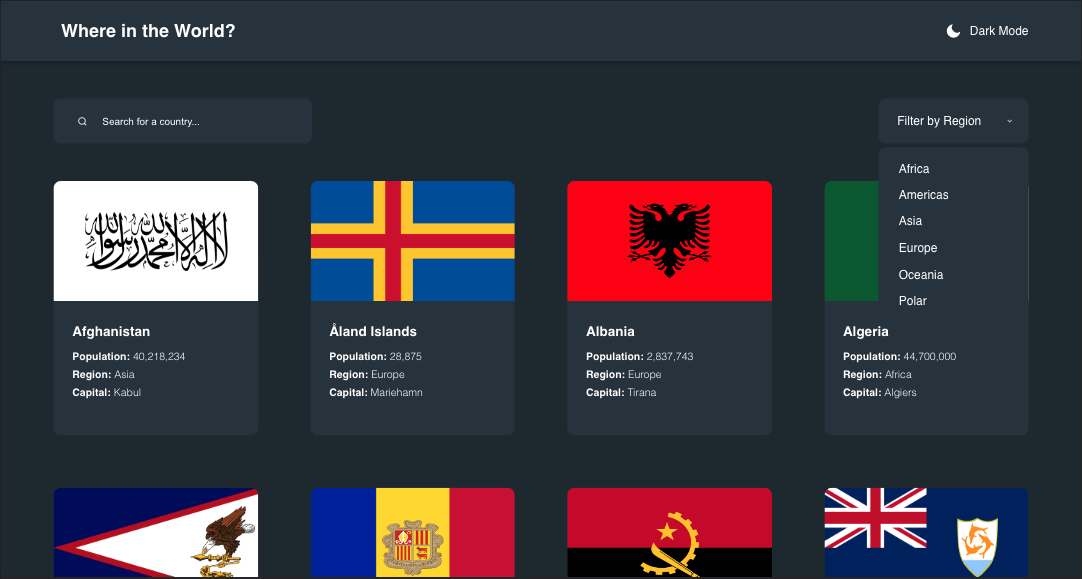 Where in the World?
Dark Mode
Search for a country...
Filter by Region
Africa
Americas
Asia
Europe
Oceania
Polar
Afghanistan
Population: 40,218,234
Region: Asia
Capital: Kabul
Åland Islands
Population: 28,875
Region: Europe
Capital: Mariehamn
Albania
Population: 2,837,743
Region: Europe
Capital: Tirana
Algeria
Population: 44,700,000
Region: Africa
Capital: Algiers
لا إله إلا الله محمد رسول الله